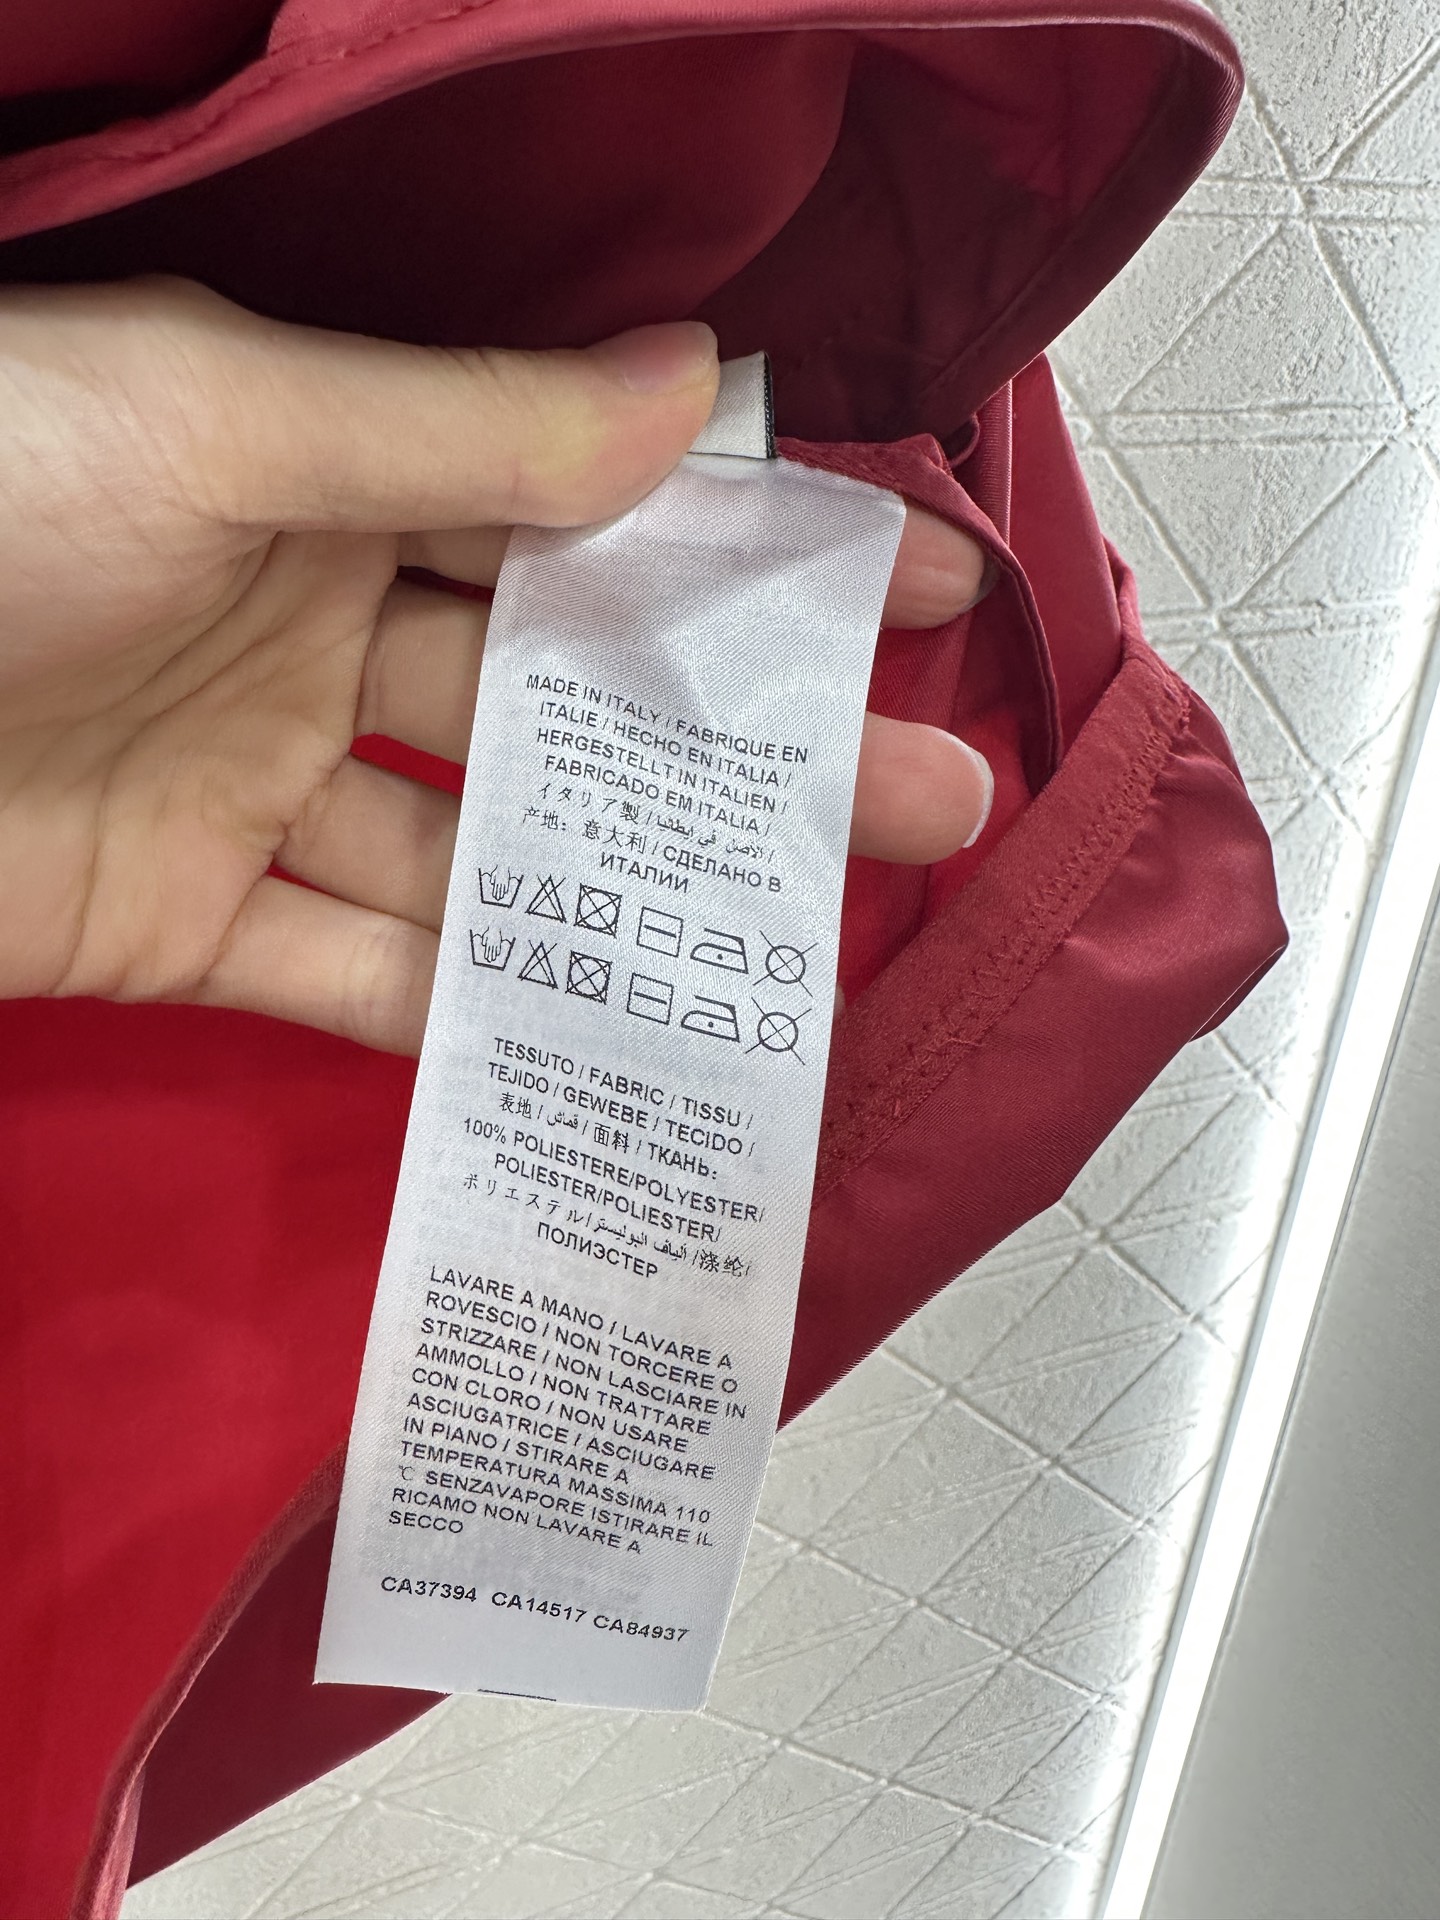 MADE IN ITALY / FABRIQUE EN
ITALIE / HECHO EN ITALIA /
HERGESTELLT IN ITALIEN /
FABRICADO EM ITALIA /
イタリア製 /
产地：意大利 / СДЕЛАНО В
ИТАЛИИ
TESSUTO / FABRIC / TISSU /
TEJIDO / GEWEBE / TECIDO /
表地 / قماش / 面料 / ТКАНЬ:
100% POLIESTERE/POLYESTER/
POLIESTER/POLIESTER/
ポリエステル/ الياف البوليستر /涤纶/
ПОЛИЭСТЕР
LAVARE A MANO / LAVARE A
ROVESCIO / NON TORCERE O
STRIZZARE / NON LASCIARE IN
AMMOLLO / NON TRATTARE
CON CLORO / NON USARE
ASCIUGATRICE / ASCIUGARE
IN PIANO / STIRARE A
TEMPERATURA MASSIMA 110
℃ SENZAVAPORE ISTIRARE IL
RICAMO NON LAVARE A
SECCO
CA37394 CA14517 CA84937